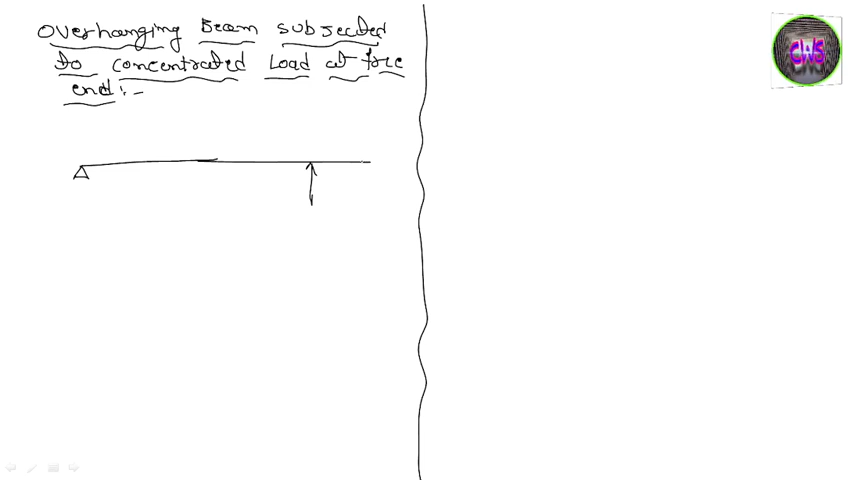 Overhanging Beam subjected
to concentrated Load at free
end :-
CWS